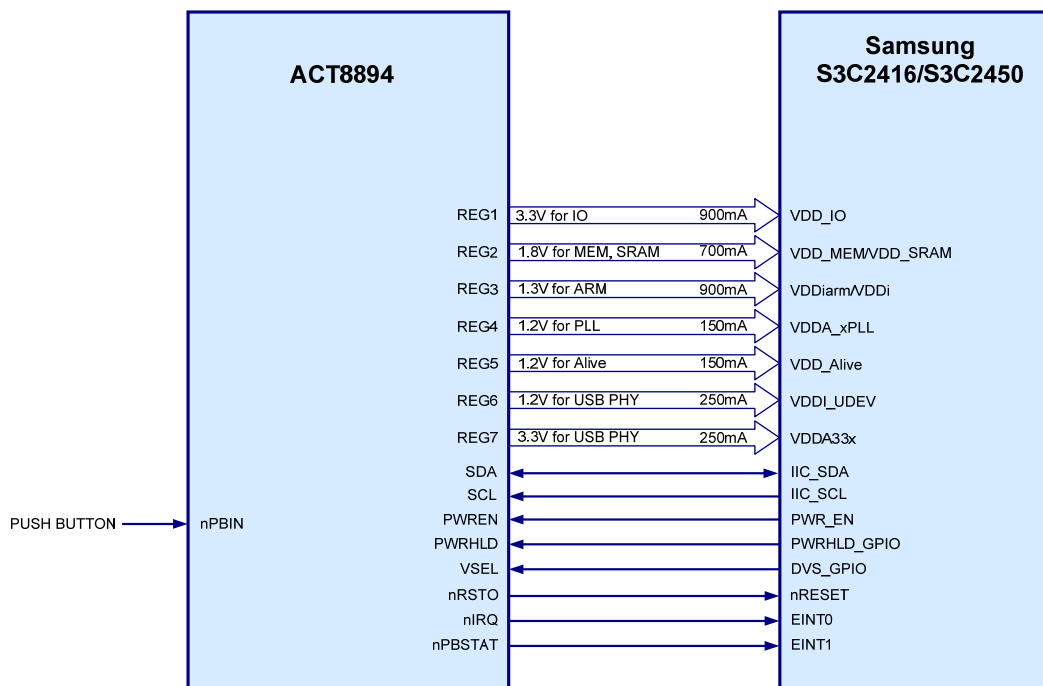 ACT8894
Samsung
S3C2416/S3C2450
REG1 3.3V for IO 900mA VDD_IO
REG2 1.8V for MEM, SRAM 700mA VDD_MEM/VDD_SRAM
REG3 1.3V for ARM 900mA VDDiarm/VDDi
REG4 1.2V for PLL 150mA VDDA_xPLL
REG5 1.2V for Alive 150mA VDD_Alive
REG6 1.2V for USB PHY 250mA VDDI_UDEV
REG7 3.3V for USB PHY 250mA VDDA33x
SDA IIC_SDA
SCL IIC_SCL
PUSH BUTTON nPBIN PWREN PWR_EN
PWRHLD PWRHLD_GPIO
VSEL DVS_GPIO
nRSTO nRESET
nIRQ EINT0
nPBSTAT EINT1